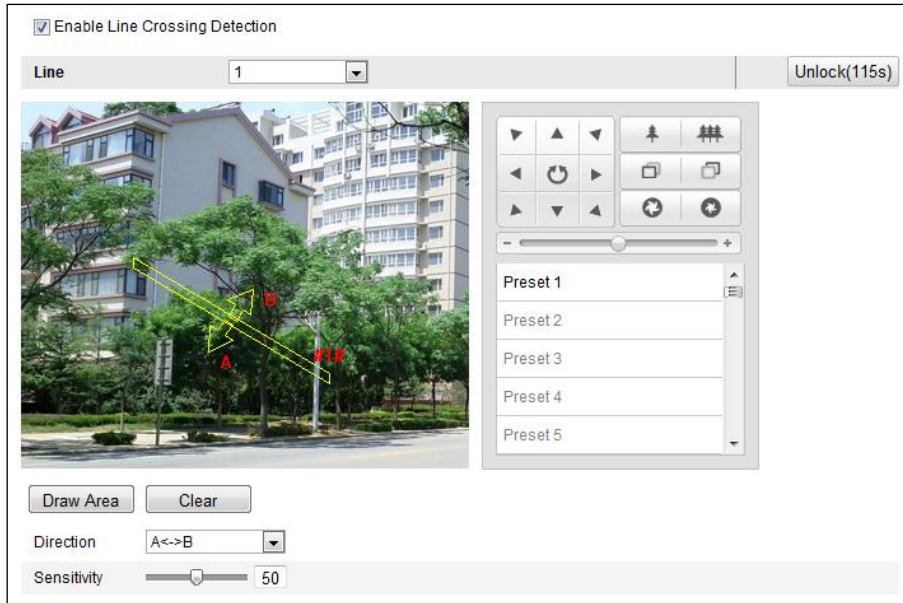 Enable Line Crossing Detection
Line 1 Unlock(115s)
B
A
#1#
Preset 1
Preset 2
Preset 3
Preset 4
Preset 5
Draw Area Clear
Direction A<->B
Sensitivity 50